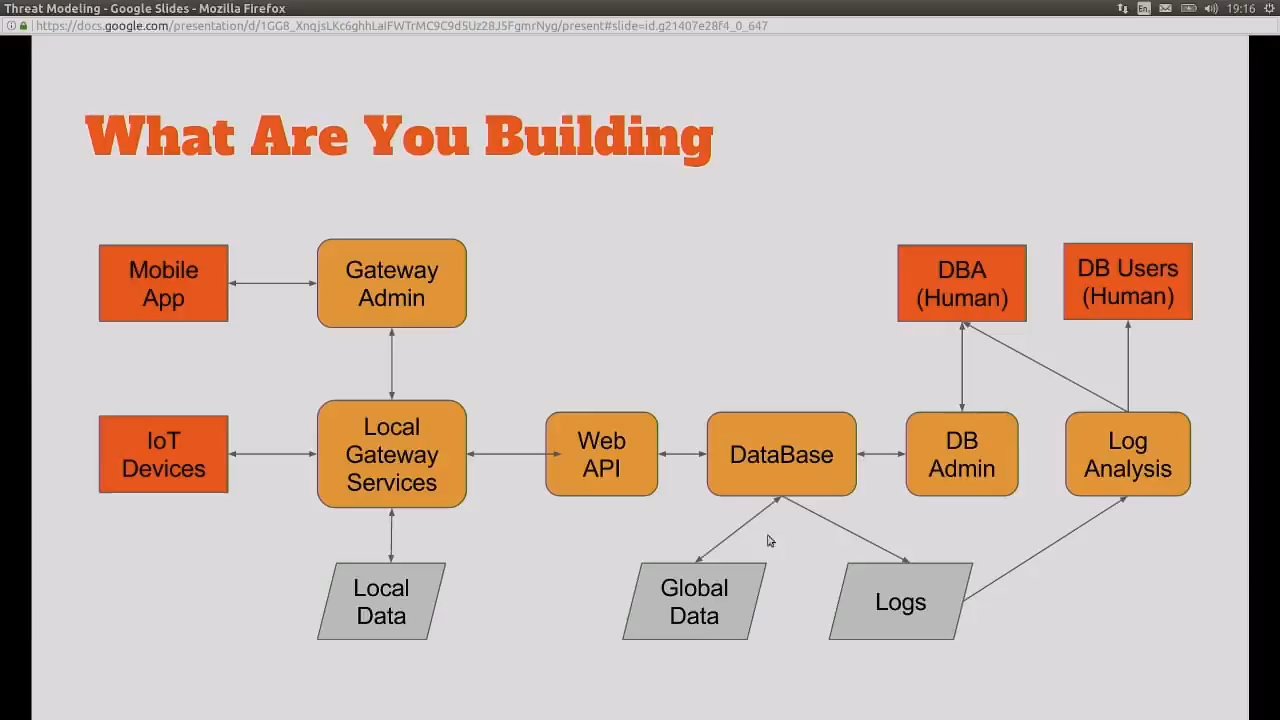 Threat Modeling - Google Slides - Mozilla Firefox
En
19:16
https://docs.google.com/presentation/d/1GG8_XnqjsLKc6ghhLaIFWTrMC9C9d5Uz28J5FgmrNyg/present#slide=id.g21407e28f4_0_647
What Are You Building
Mobile
App
Gateway
Admin
DBA
(Human)
DB Users
(Human)
IoT
Devices
Local
Gateway
Services
Web
API
DataBase
DB
Admin
Log
Analysis
Local
Data
Global
Data
Logs